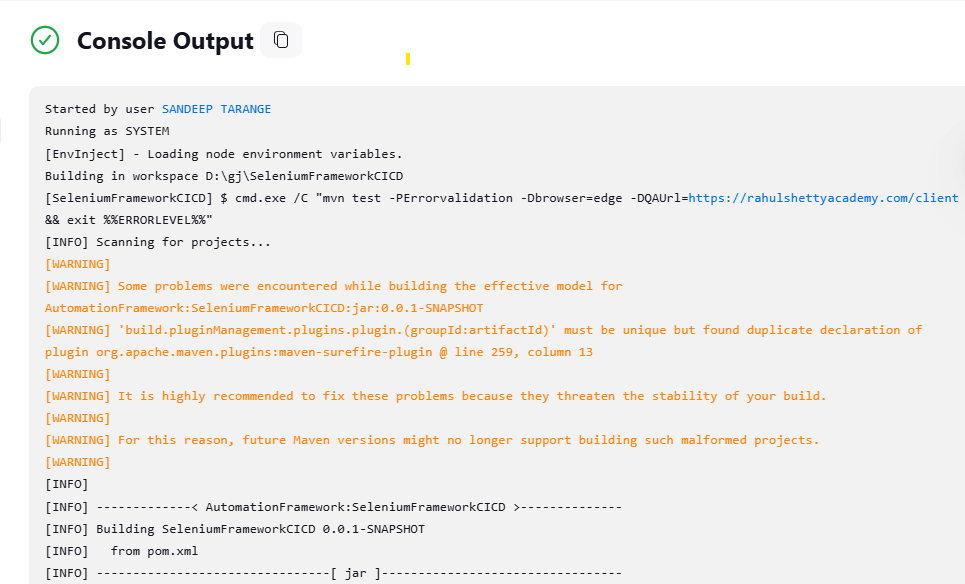 Console Output
Started by user SANDEEP TARANGE
Running as SYSTEM
[EnvInject] - Loading node environment variables.
Building in workspace D:\gj\SeleniumFrameworkCICD
[SeleniumFrameworkCICD] $ cmd.exe /C "mvn test -PErrorvalidation -Dbrowser=edge -DQAUrl=https://rahulshettyacademy.com/client
&& exit %%ERRORLEVEL%%"
[INFO] Scanning for projects...
[WARNING]
[WARNING] Some problems were encountered while building the effective model for
AutomationFramework:SeleniumFrameworkCICD:jar:0.0.1-SNAPSHOT
[WARNING] 'build.pluginManagement.plugins.plugin.(groupId:artifactId)' must be unique but found duplicate declaration of
plugin org.apache.maven.plugins:maven-surefire-plugin @ line 259, column 13
[WARNING]
[WARNING] It is highly recommended to fix these problems because they threaten the stability of your build.
[WARNING]
[WARNING] For this reason, future Maven versions might no longer support building such malformed projects.
[WARNING]
[INFO]
[INFO] -------------< AutomationFramework:SeleniumFrameworkCICD >--------------
[INFO] Building SeleniumFrameworkCICD 0.0.1-SNAPSHOT
[INFO]   from pom.xml
[INFO] --------------------------------[ jar ]---------------------------------